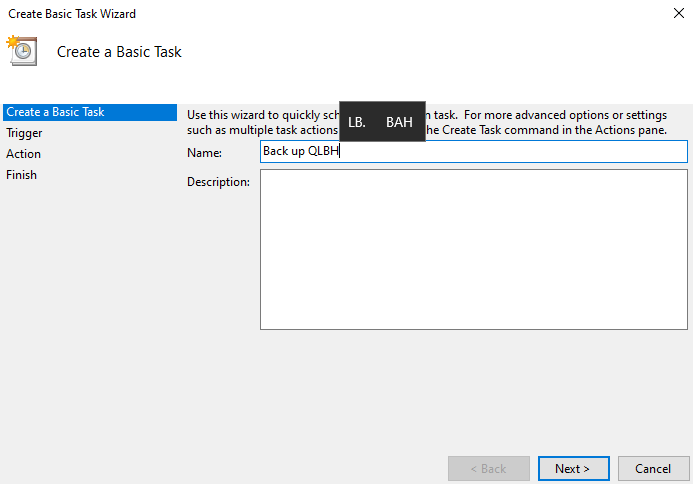 Create Basic Task Wizard
Create a Basic Task
Create a Basic Task
Trigger
Action
Finish
Use this wizard to quickly sch n task. For more advanced options or settings
such as multiple task actions he Create Task command in the Actions pane.
LB. BAH
Name: Back up QLBH
Description:
< Back Next > Cancel